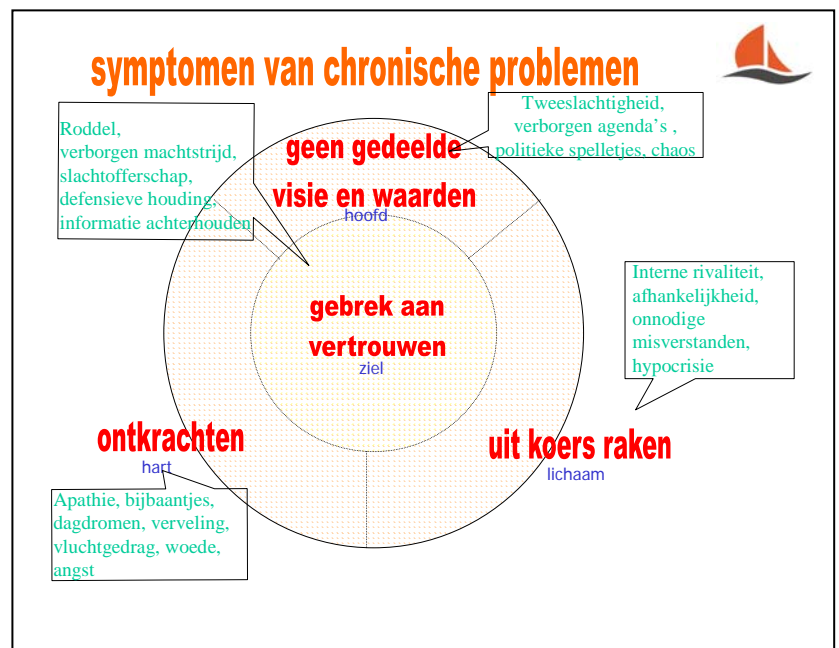 symptomen van chronische problemen
Roddel,
verborgen machtstrijd,
slachtofferschap,
defensieve houding,
informatie achterhouden
Tweeslachtigheid,
verborgen agenda's ,
politieke spelletjes, chaos
geen gedeelde
visie en waarden
hoofd
gebrek aan
vertrouwen
ziel
Interne rivaliteit,
afhankelijkheid,
onnodige
misverstanden,
hypocrisie
ontkrachten
hart
uit koers raken
lichaam
Apathie, bijbaantjes,
dagdromen, verveling,
vluchtgedrag, woede,
angst